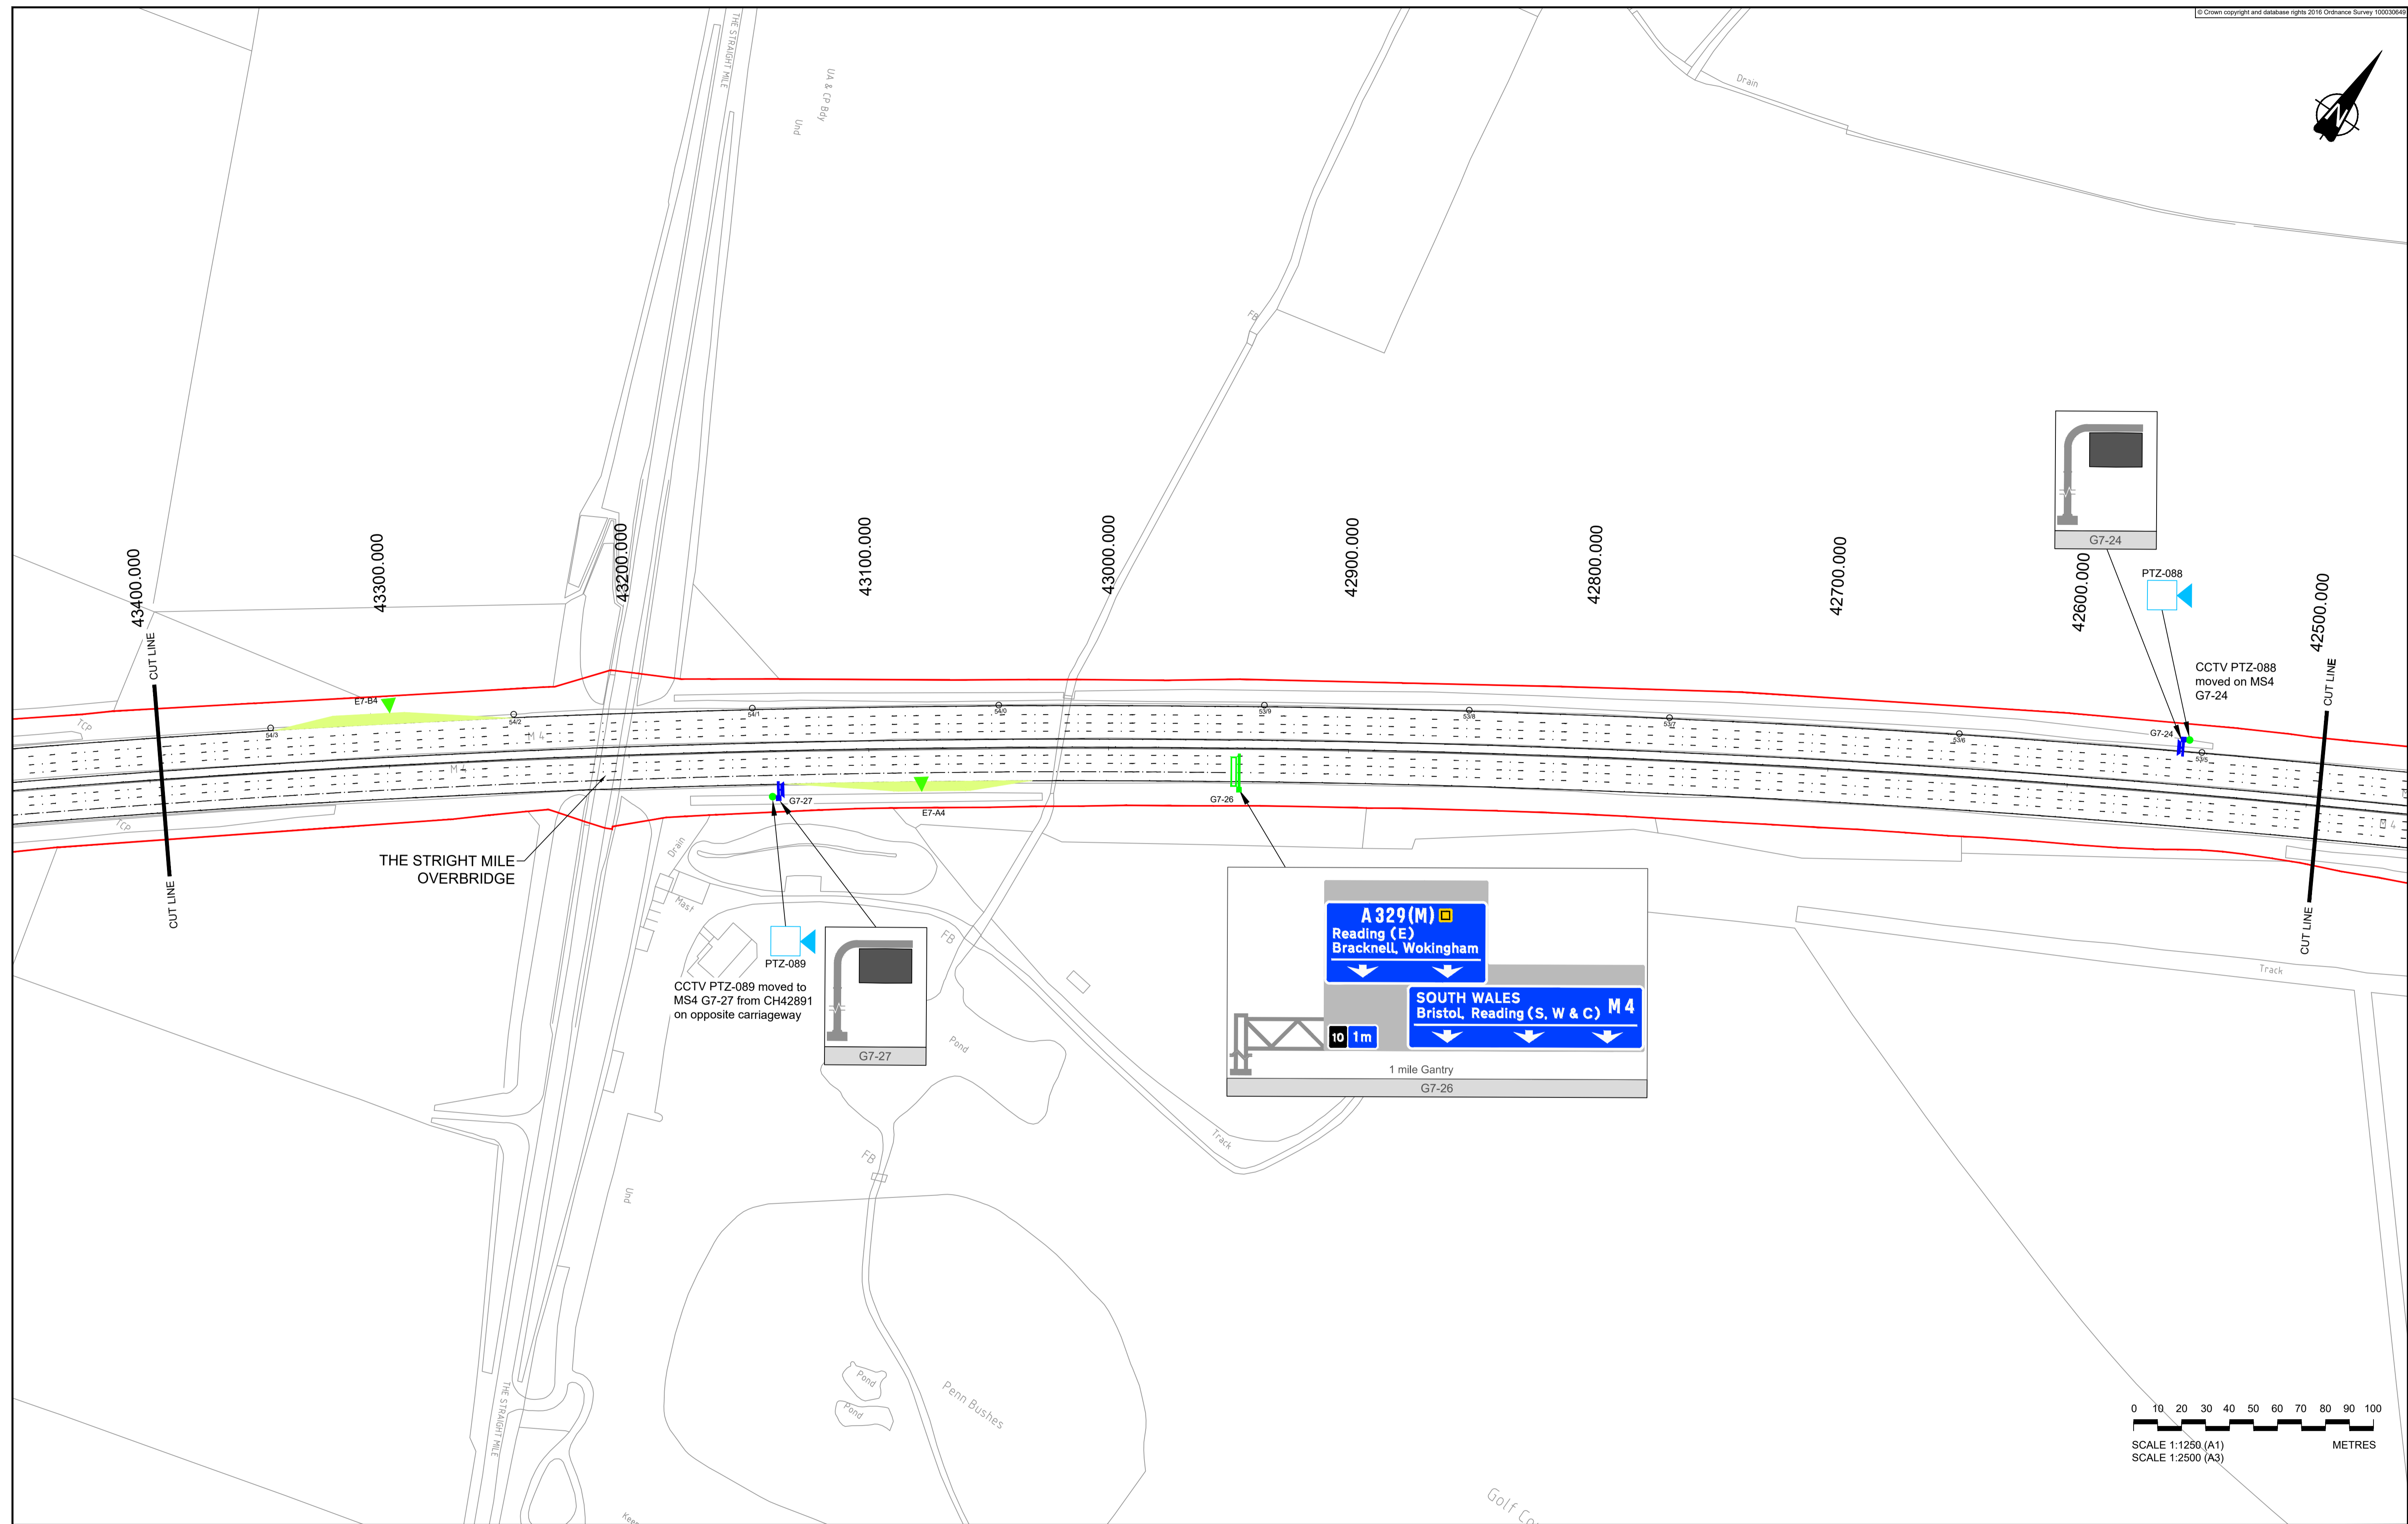 © Crown copyright and database rights 2016 Ordnance Survey 100030649
THE STRAIGHT MILE
UA & CP Bdy
Und
Drain
N
FB
G7-24
PTZ-088
43400.000
43300.000
43200.000
43100.000
43000.000
42900.000
42800.000
42700.000
42600.000
42500.000
CUT LINE
CUT LINE
CCTV PTZ-088
moved on MS4
G7-24
E7-B4
TCP
54/3
54/2
54/1
54/0
53/9
53/8
53/7
53/6
53/5
G7-24
M 4
M 4
M 4
G7-27
E7-A4
G7-26
TCP
THE STRIGHT MILE
OVERBRIDGE
CUT LINE
CUT LINE
Drain
Mast
FB
PTZ-089
CCTV PTZ-089 moved to
MS4 G7-27 from CH42891
on opposite carriageway
G7-27
A 329(M)
Reading (E)
Bracknell, Wokingham
SOUTH WALES
Bristol, Reading (S, W & C) M 4
10 1m
1 mile Gantry
G7-26
Track
Pond
Track
FB
Und
Pond
Pond
Penn Bushes
THE STRAIGHT MILE
0 10 20 30 40 50 60 70 80 90 100
SCALE 1:1250 (A1) METRES
SCALE 1:2500 (A3)
Golf Co